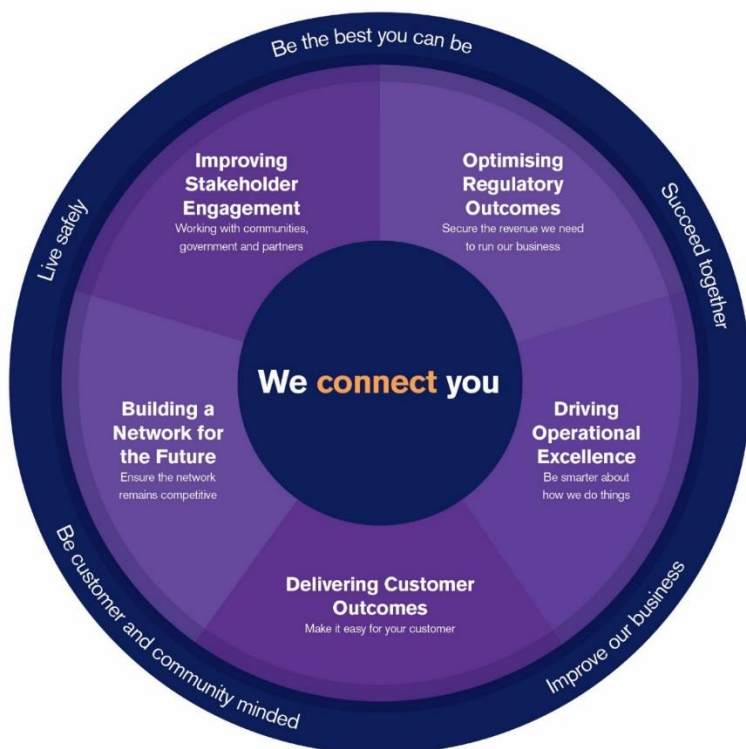 Be the best you can be
Succeed together
Improve our business
Be customer and community minded
Live safely
Improving
Stakeholder
Engagement
Working with communities,
government and partners
Optimising
Regulatory
Outcomes
Secure the revenue we need
to run our business
We connect you
Building a
Network for
the Future
Ensure the network
remains competitive
Driving
Operational
Excellence
Be smarter about
how we do things
Delivering Customer
Outcomes
Make it easy for your customer